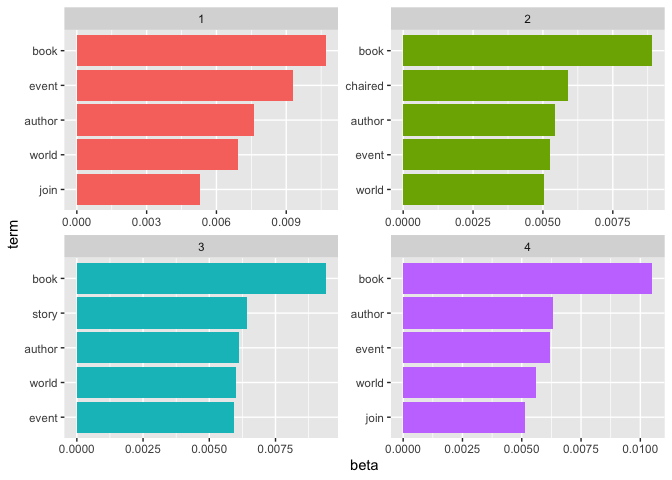 1
book
event
author
world
join
0.000 0.003 0.006 0.009
2
book
chaired
author
event
world
0.0000 0.0025 0.0050 0.0075
3
book
story
author
world
event
0.0000 0.0025 0.0050 0.0075
4
book
author
event
world
join
0.0000 0.0025 0.0050 0.0075 0.0100
term
beta